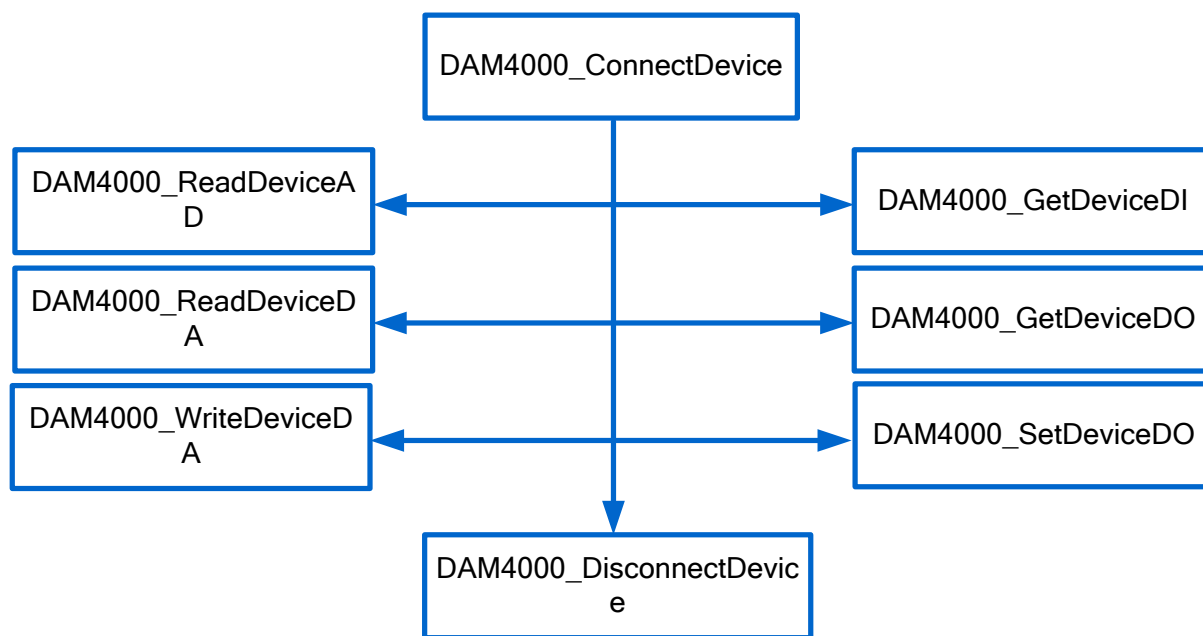 DAM4000_ConnectDevice
DAM4000_ReadDeviceA
D
DAM4000_GetDeviceDI
DAM4000_ReadDeviceD
A
DAM4000_GetDeviceDO
DAM4000_WriteDeviceD
A
DAM4000_SetDeviceDO
DAM4000_DisconnectDevic
e